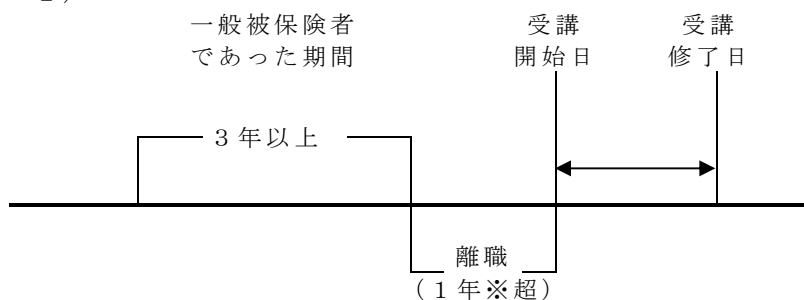 一般被保険者
であった期間
受講
開始日
受講
修了日
3年以上
離職
(1年※超)